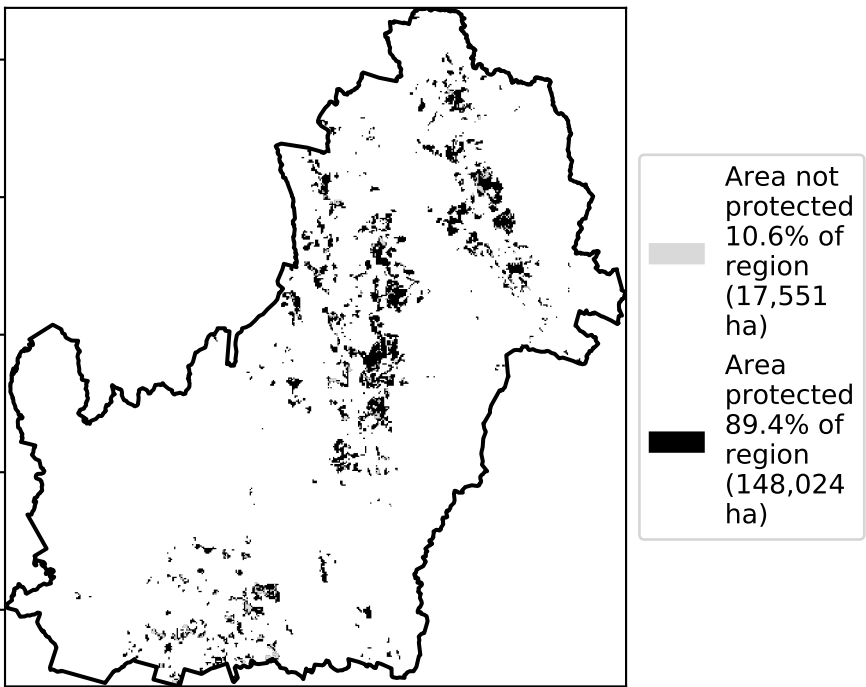 Area not
protected
10.6% of
region
(17,551
ha)
Area
protected
89.4% of
region
(148,024
ha)